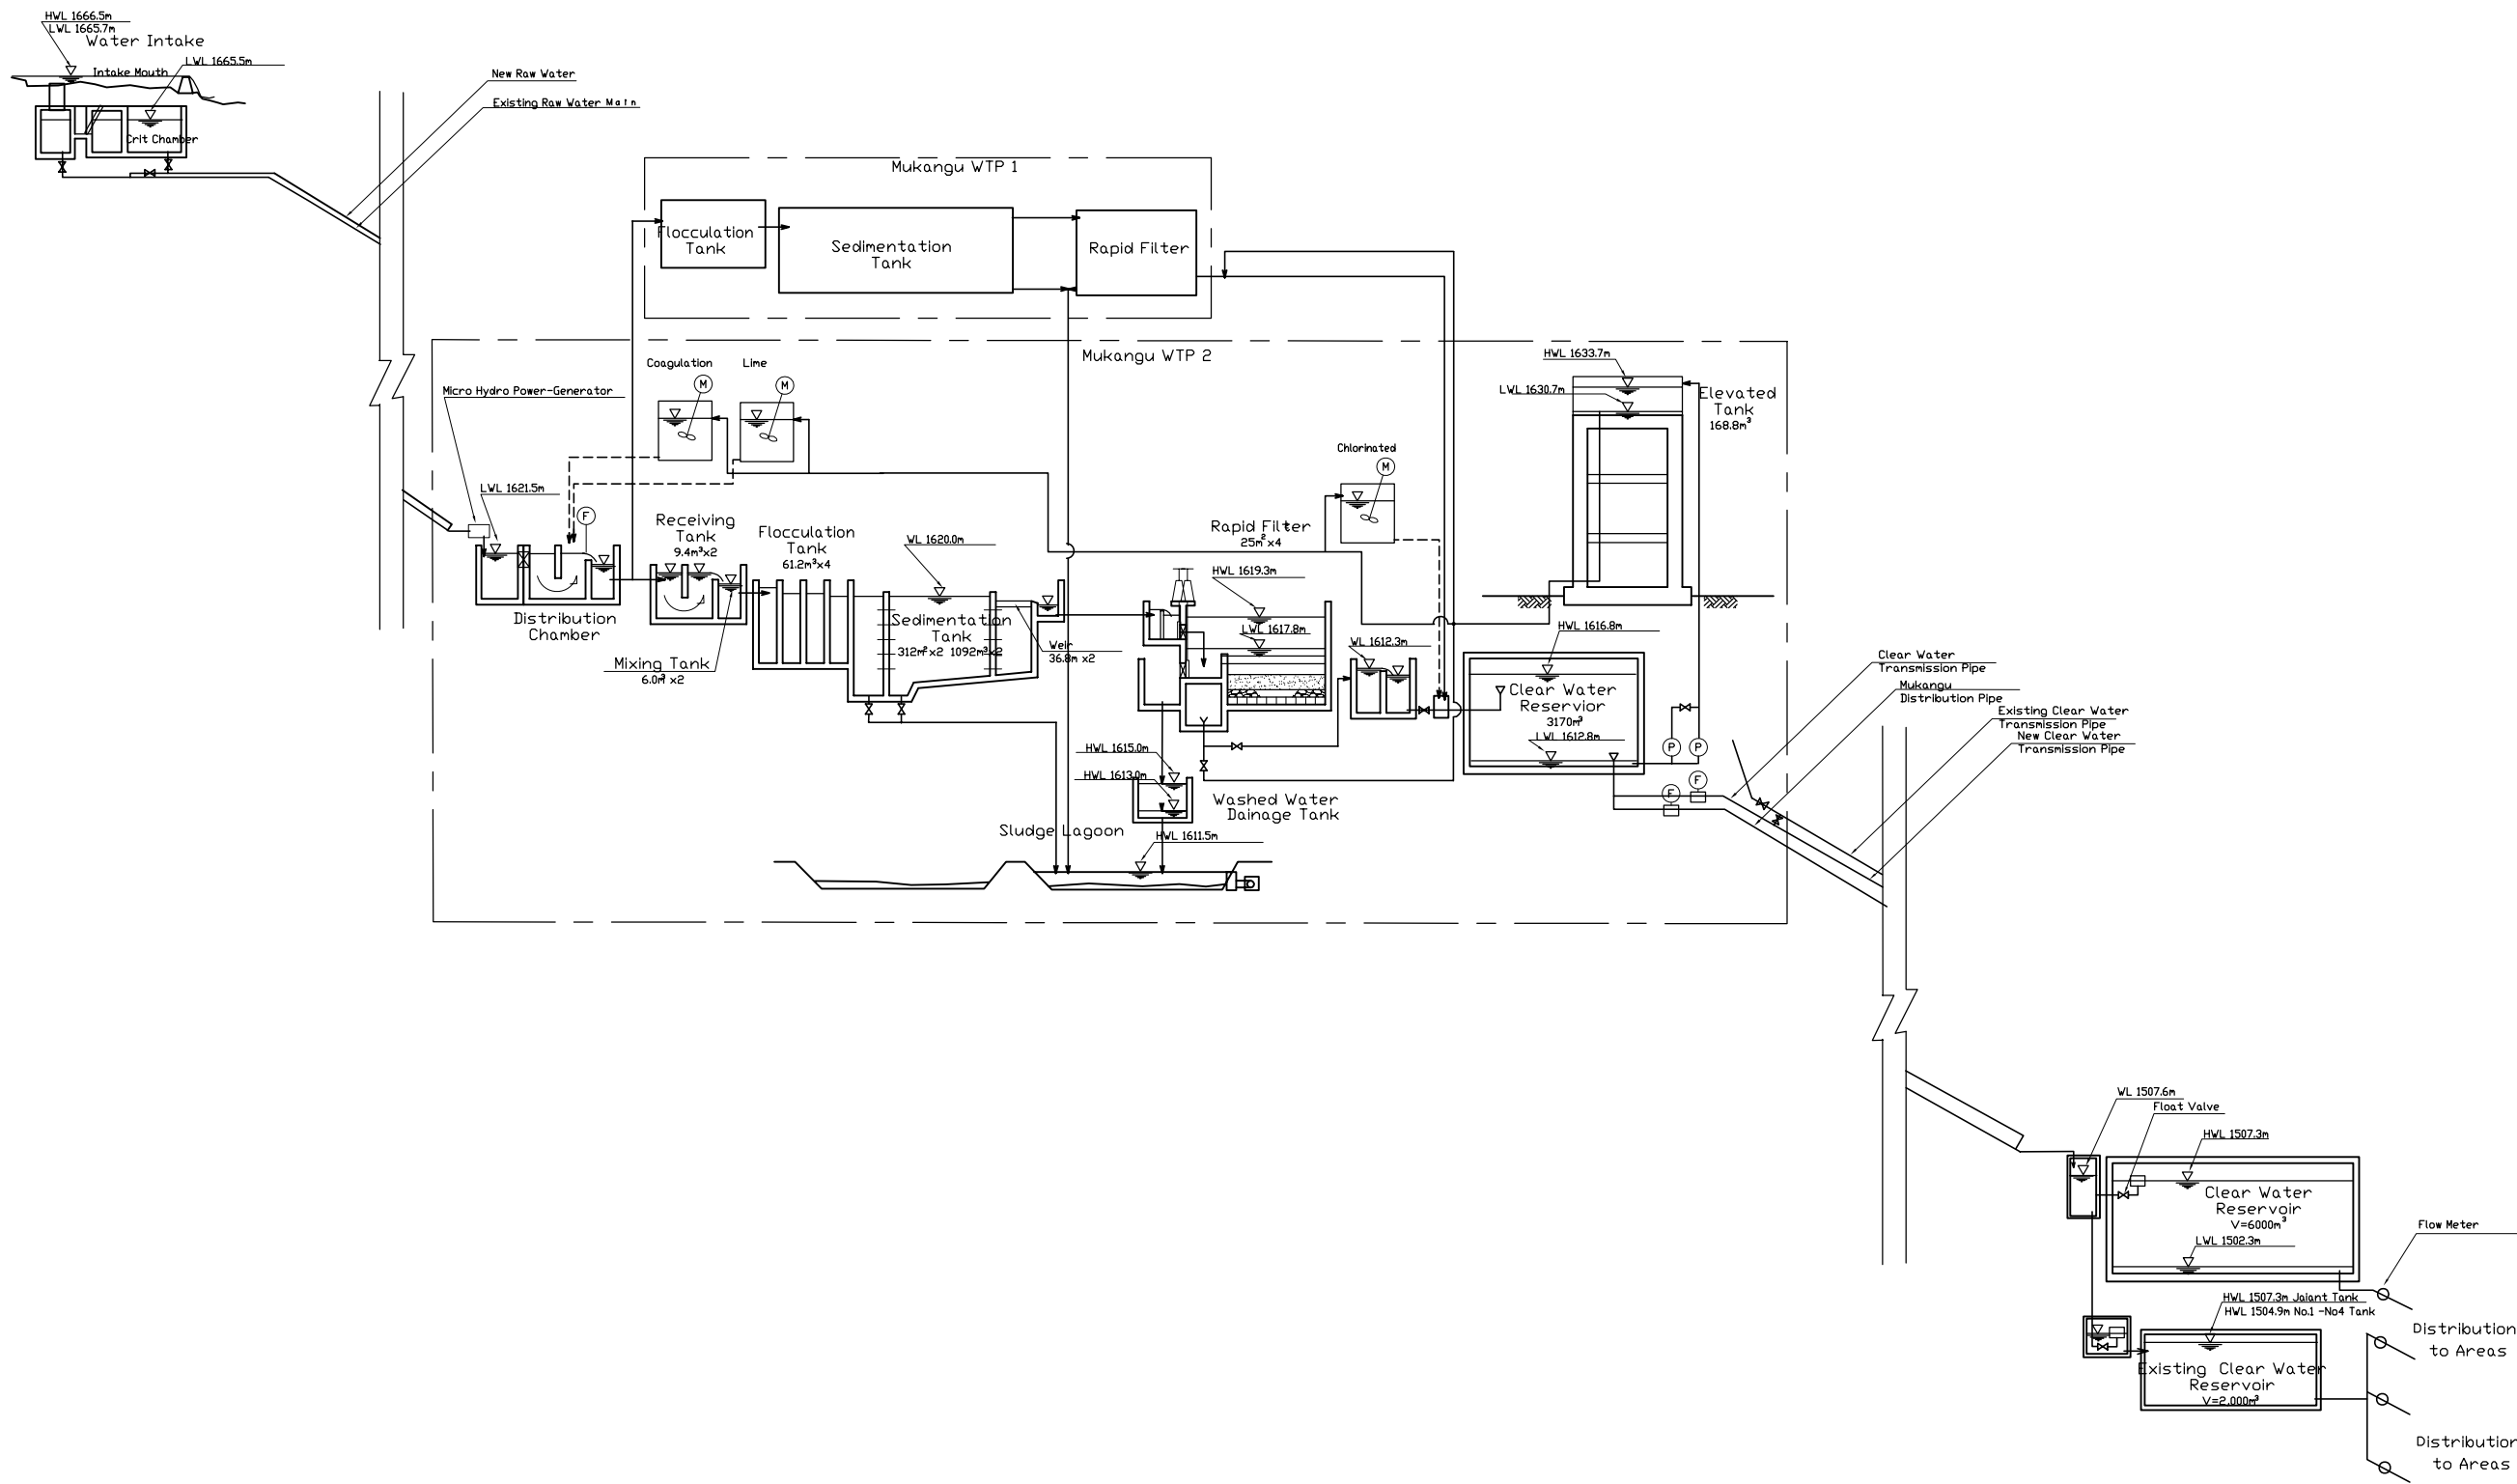 HWL 1666.5m
LWL 1665.7m
Water Intake
LWL 1665.5m
Intake Mouth
Crit Chamber
New Raw Water
Existing Raw Water Main
Mukangu WTP 1
Flocculation
Tank
Sedimentation
Tank
Rapid Filter
Mukangu WTP 2
Coagulation
Lime
M
M
Micro Hydro Power-Generator
HWL 1633.7m
LWL 1630.7m
Elevated
Tank
168.8m³
Chlorinated
M
LWL 1621.5m
F
Receiving
Tank
9.4m³x2
Flocculation
Tank
61.2m³x4
WL 1620.0m
Rapid Filter
25m²x4
HWL 1619.3m
Distribution
Chamber
Sedimentation
Tank
312m²x2 1092m³x2
Weir
36.8m x2
LWL 1617.8m
WL 1612.3m
HWL 1616.8m
Mixing Tank
6.0m³ x2
Clear Water
Reservior
3170m³
LWL 1612.8m
Clear Water
Transmission Pipe
Mukangu
Distribution Pipe
Existing Clear Water
Transmission Pipe
New Clear Water
Transmission Pipe
P
P
F
F
HWL 1615.0m
HWL 1613.0m
Washed Water
Dainage Tank
Sludge Lagoon
HWL 1611.5m
WL 1507.6m
Float Valve
HWL 1507.3m
Clear Water
Reservoir
V=6000m³
LWL 1502.3m
Flow Meter
HWL 1507.3m Jaiant Tank
HWL 1504.9m No.1 -No4 Tank
Distribution
to Areas
Existing Clear Water
Reservoir
V=2.000m³
Distribution
to Areas